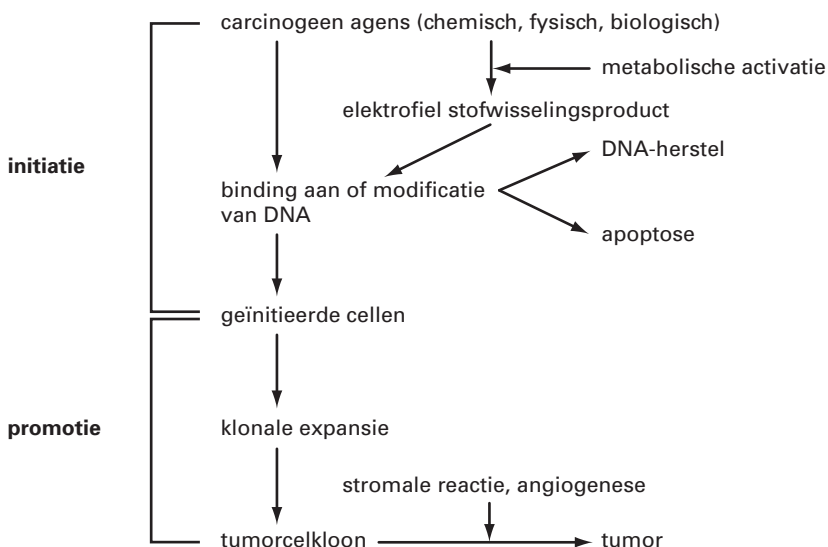 carcinogeen agens (chemisch, fysisch, biologisch)
metabolische activatie
elektrofiel stofwisselingsproduct
DNA-herstel
initiatie
binding aan of modificatie
van DNA
apoptose
geïnitieerde cellen
promotie
klonale expansie
stromale reactie, angiogenese
tumorcelkloon
tumor